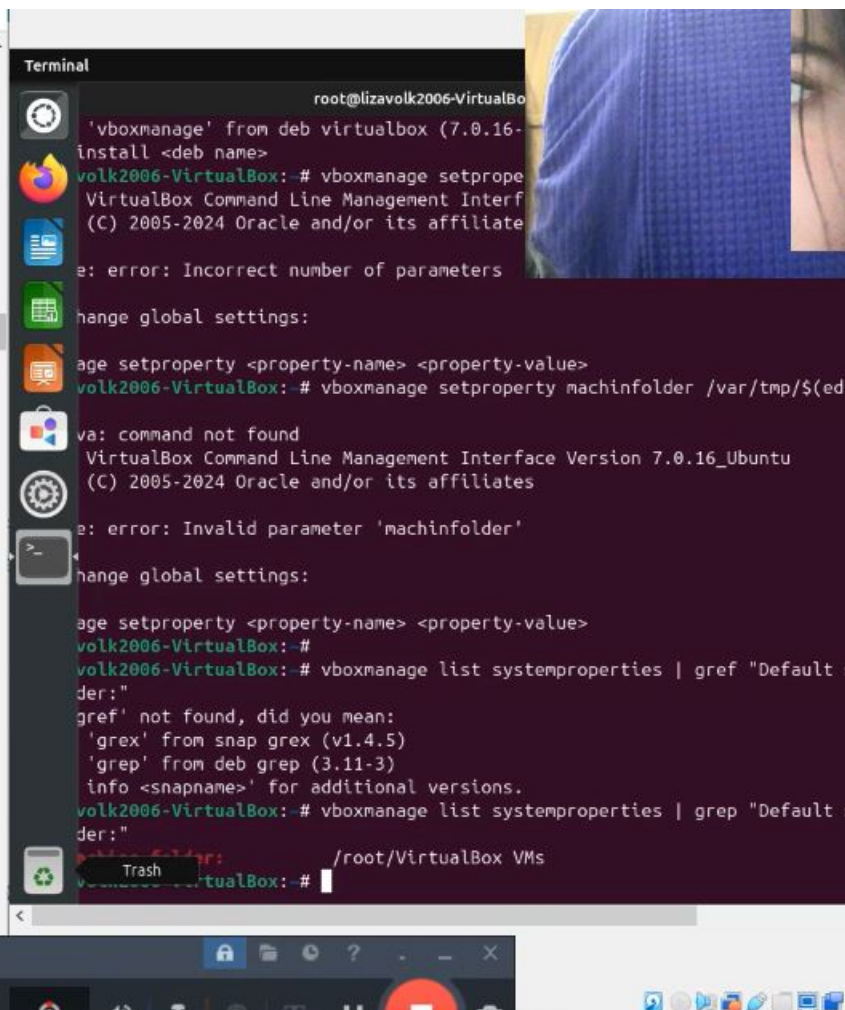 Terminal
root@lizavolk2006-VirtualBo
'vboxmanage' from deb virtualbox (7.0.16-
install <deb name>
volk2006-VirtualBox:~# vboxmanage setprope
VirtualBox Command Line Management Interf
(C) 2005-2024 Oracle and/or its affiliate
e: error: Incorrect number of parameters
hange global settings:
age setproperty <property-name> <property-value>
volk2006-VirtualBox:~# vboxmanage setproperty machinfolder /var/tmp/$(ed
va: command not found
VirtualBox Command Line Management Interface Version 7.0.16_Ubuntu
(C) 2005-2024 Oracle and/or its affiliates
e: error: Invalid parameter 'machinfolder'
hange global settings:
age setproperty <property-name> <property-value>
volk2006-VirtualBox:~#
volk2006-VirtualBox:~# vboxmanage list systemproperties | gref "Default
der:"
gref' not found, did you mean:
'grex' from snap grex (v1.4.5)
'grep' from deb grep (3.11-3)
info <snapname>' for additional versions.
volk2006-VirtualBox:~# vboxmanage list systemproperties | grep "Default
der:"
folder: /root/VirtualBox VMs
Trash
rtualBox:~#